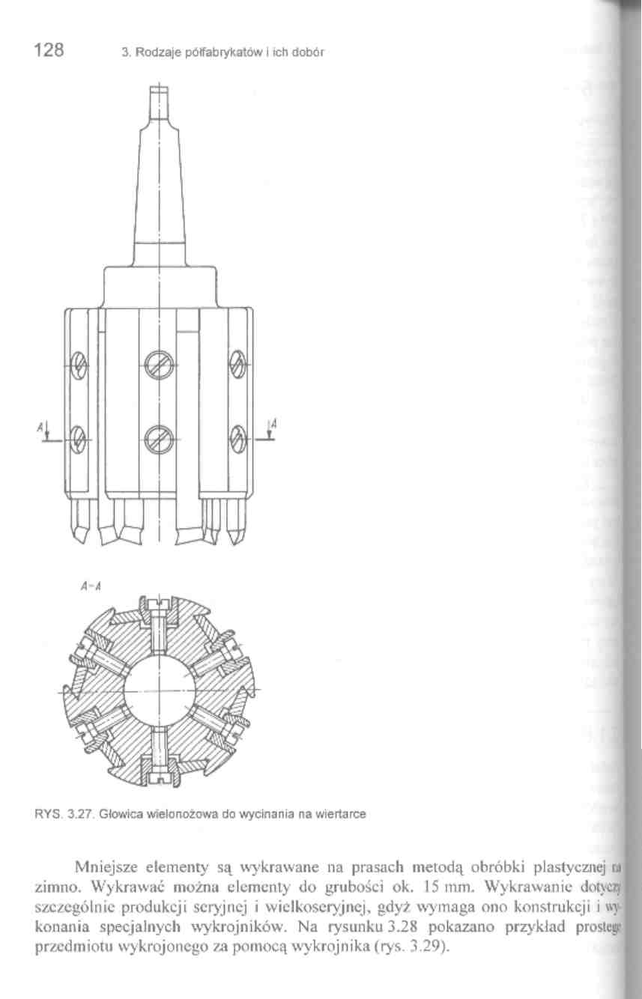 128 3. Rodzaje półfabrykatów i ich dobór
A A
A-A
RYS. 3.27. Głowica wielonożowa do wycinania na wiertarce
Mniejsze elementy są wykrawane na prasach metodą obróbki plastycznej na
zimno. Wykrawać można elementy do grubości ok. 15 mm. Wykrawanie dotyczy
szczególnie produkcji seryjnej i wielkoseryjnej, gdyż wymaga ono konstrukcji i wy-
konania specjalnych wykrojników. Na rysunku 3.28 pokazano przykład prostego
przedmiotu wykrojonego za pomocą wykrojnika (rys. 3.29).